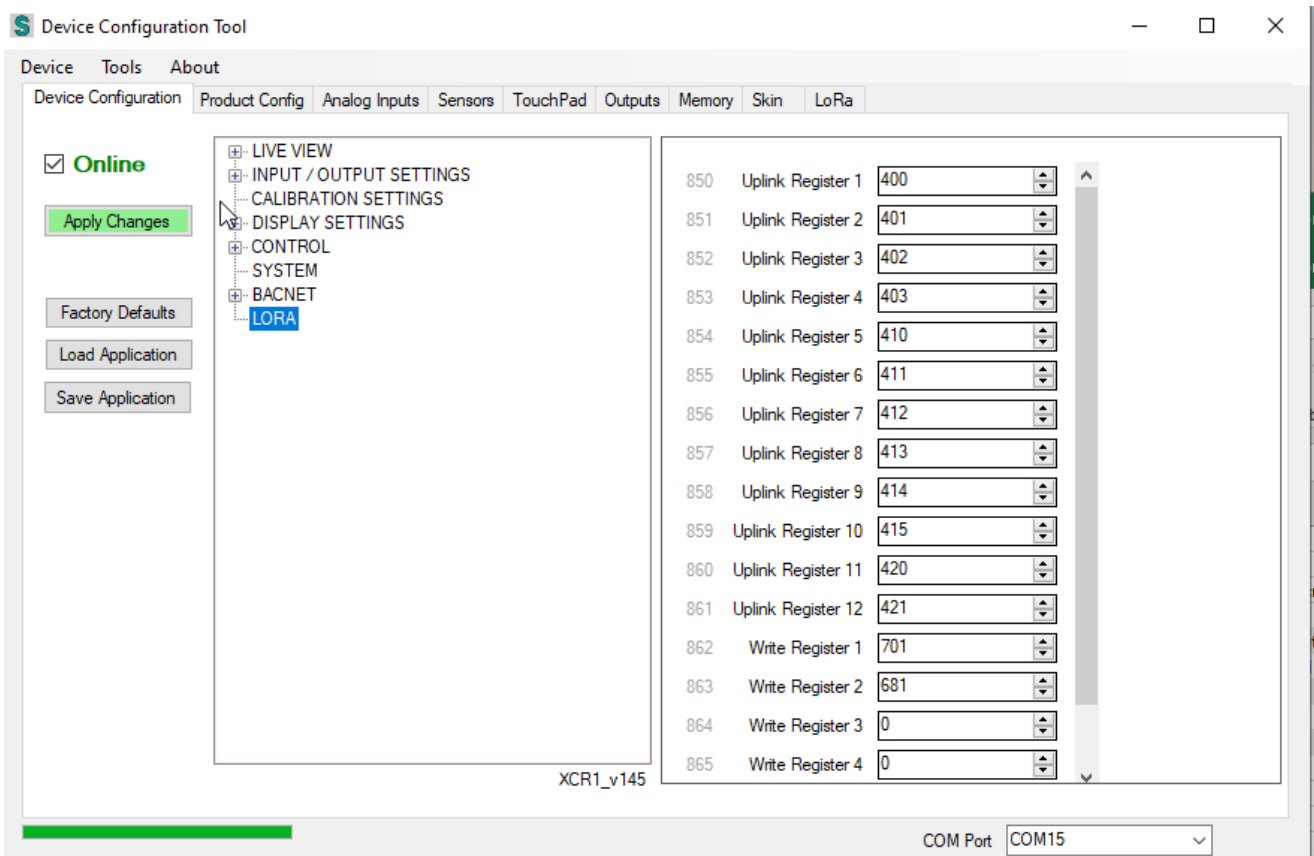 S Device Configuration Tool
Device Tools About
Device Configuration Product Config Analog Inputs Sensors TouchPad Outputs Memory Skin LoRa
Online
Apply Changes
Factory Defaults
Load Application
Save Application
LIVE VIEW
INPUT / OUTPUT SETTINGS
CALIBRATION SETTINGS
DISPLAY SETTINGS
CONTROL
SYSTEM
BACNET
LORA
XCR1_v145
850 Uplink Register 1 400
851 Uplink Register 2 401
852 Uplink Register 3 402
853 Uplink Register 4 403
854 Uplink Register 5 410
855 Uplink Register 6 411
856 Uplink Register 7 412
857 Uplink Register 8 413
858 Uplink Register 9 414
859 Uplink Register 10 415
860 Uplink Register 11 420
861 Uplink Register 12 421
862 Write Register 1 701
863 Write Register 2 681
864 Write Register 3 0
865 Write Register 4 0
COM Port COM15